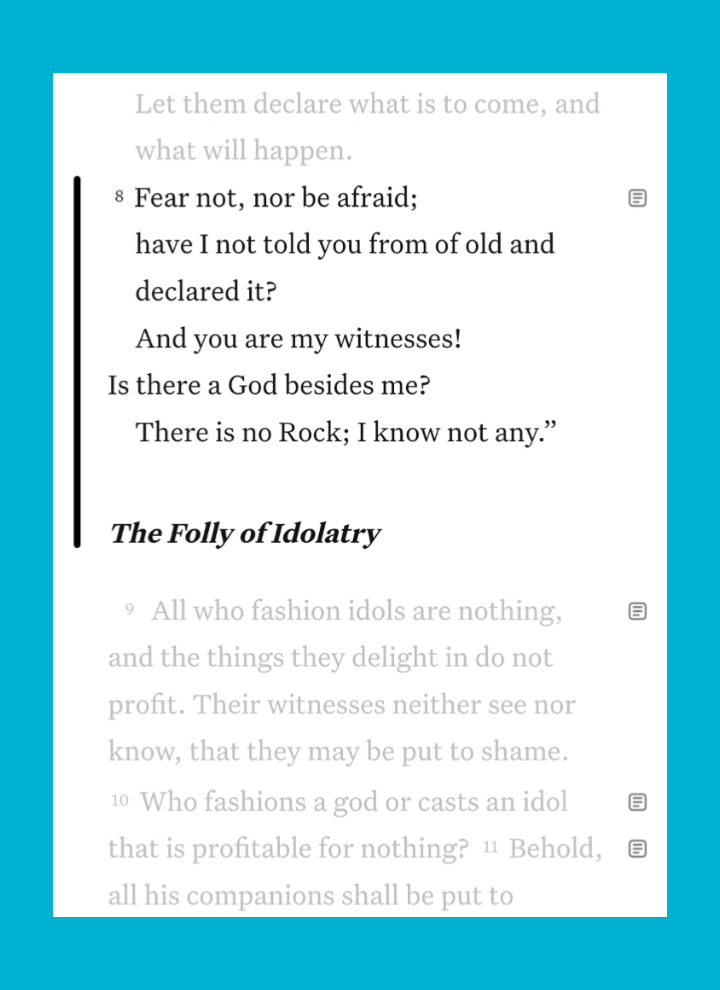 Let them declare what is to come, and
what will happen.
8 Fear not, nor be afraid;
have I not told you from of old and
declared it?
And you are my witnesses!
Is there a God besides me?
There is no Rock; I know not any.”
The Folly of Idolatry
9 All who fashion idols are nothing,
and the things they delight in do not
profit. Their witnesses neither see nor
know, that they may be put to shame.
10 Who fashions a god or casts an idol
that is profitable for nothing? 11 Behold,
all his companions shall be put to